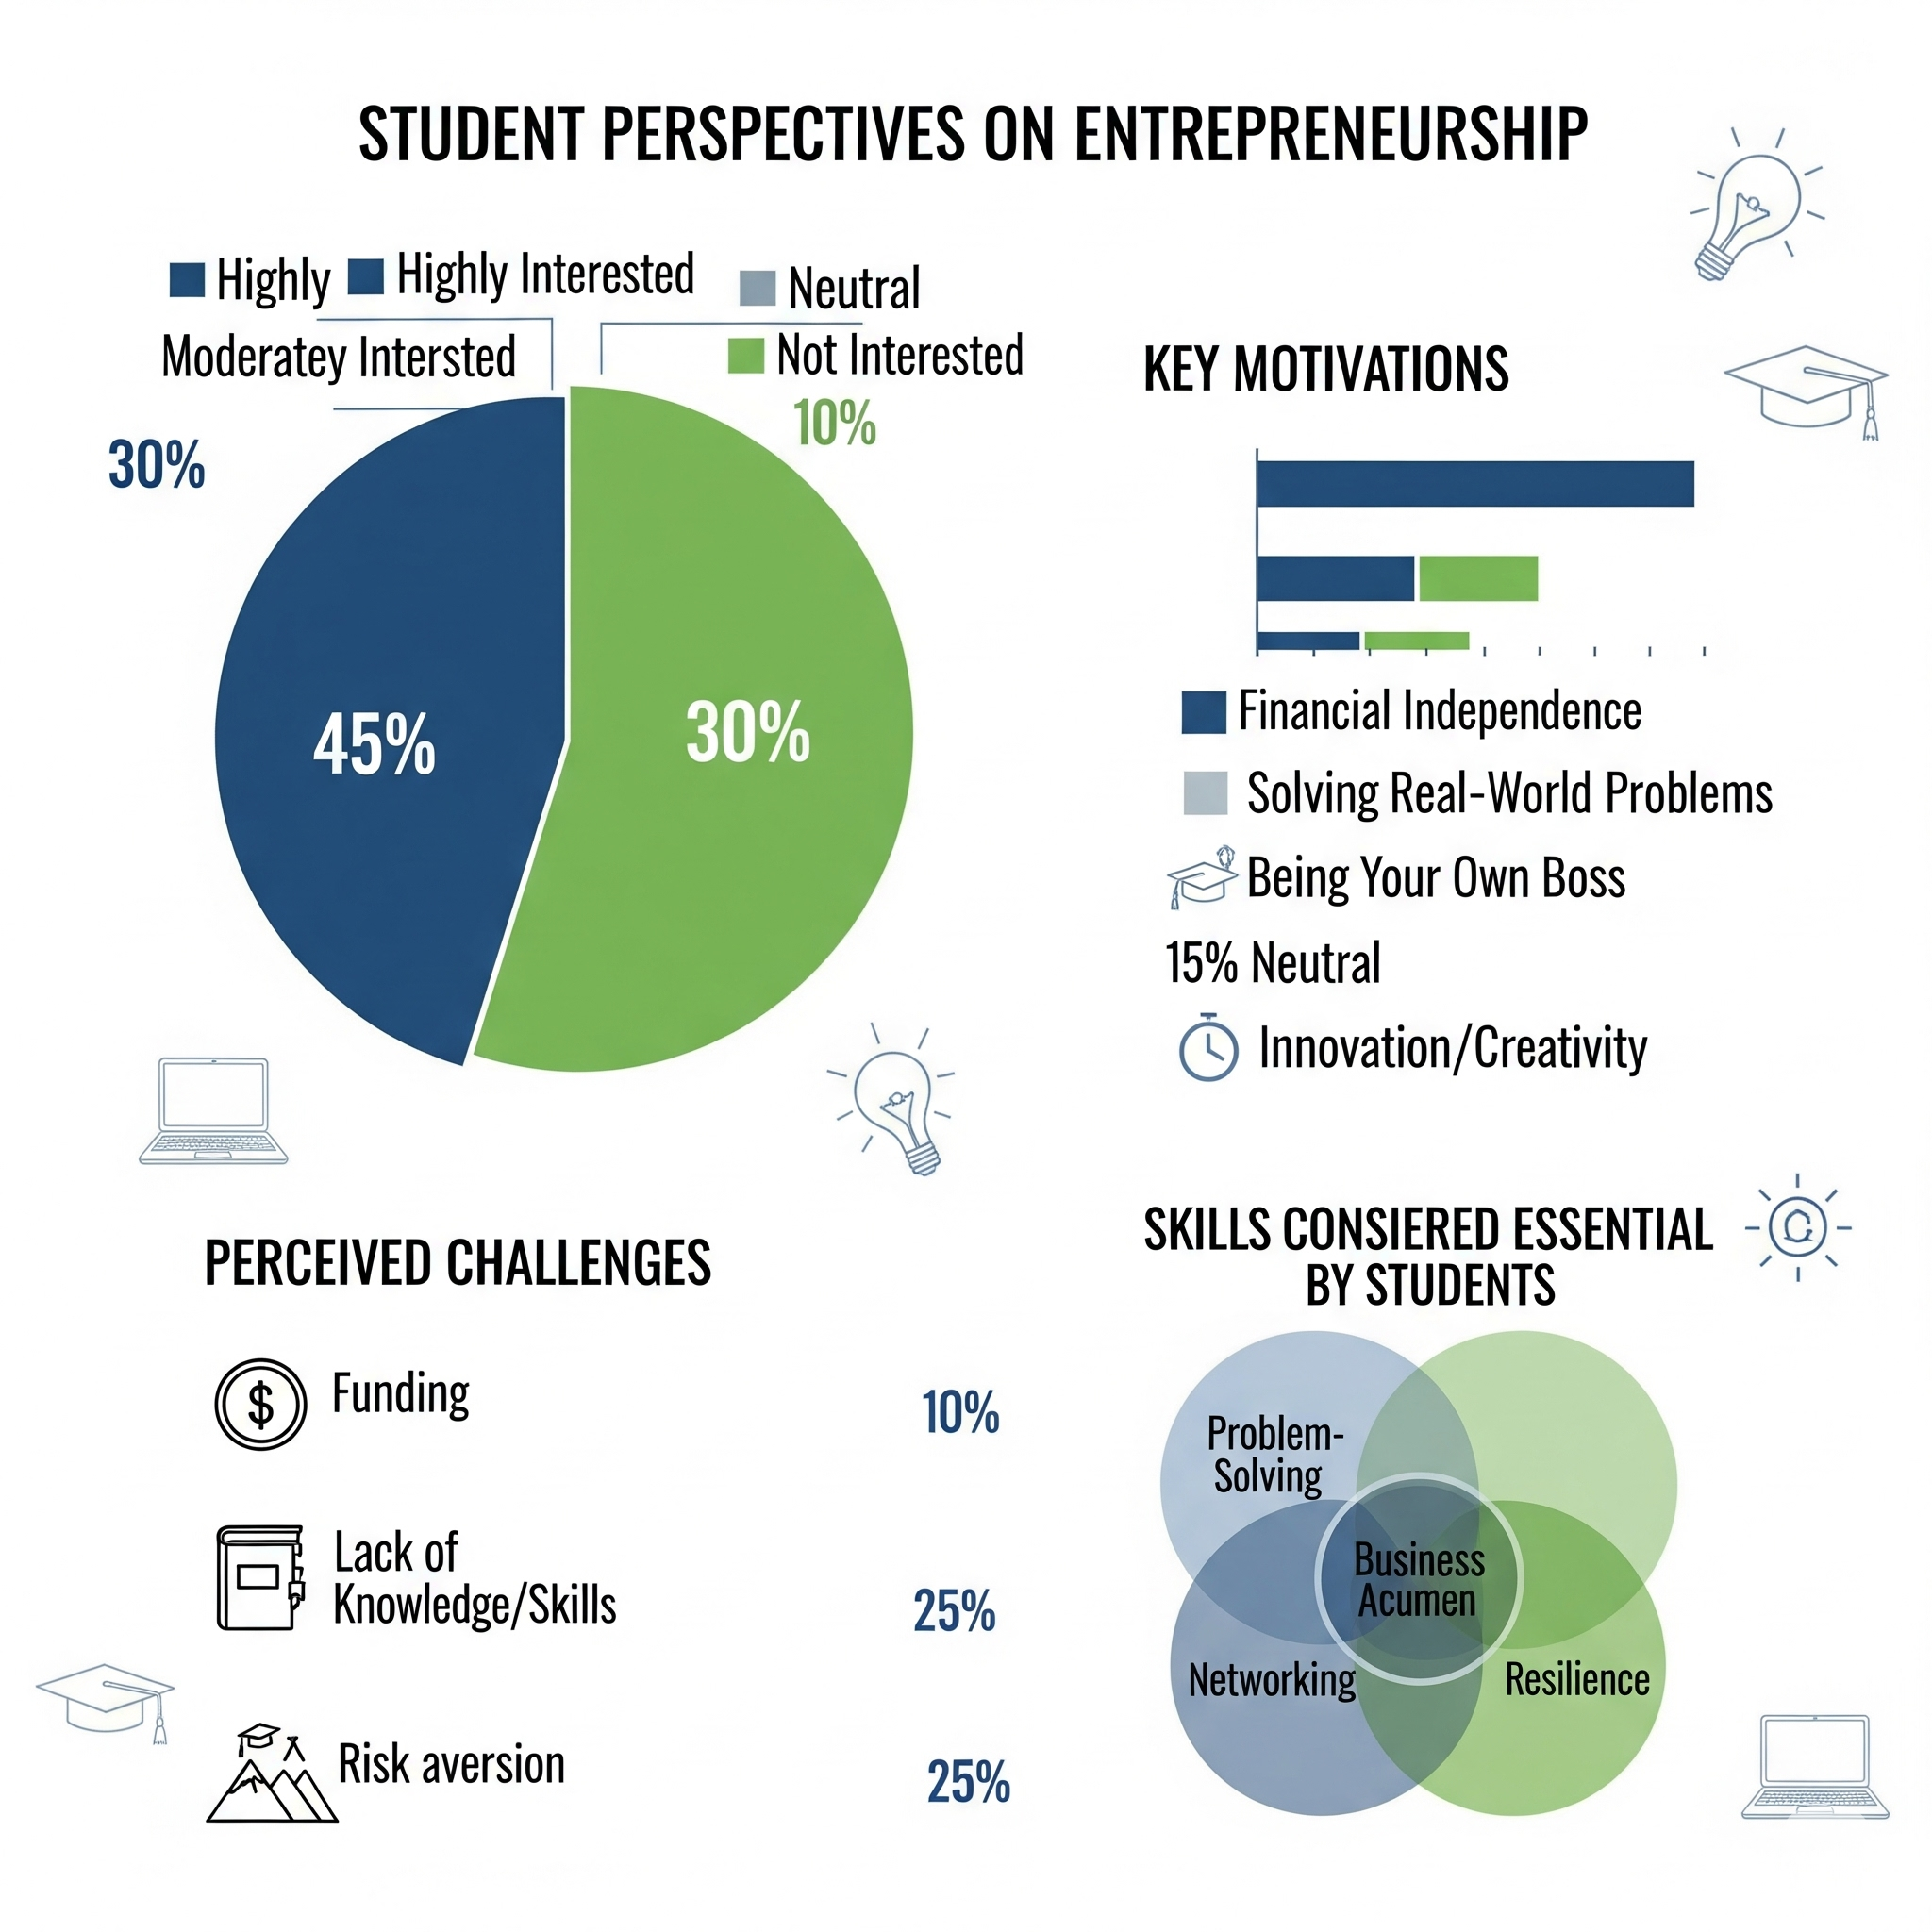 STUDENT PERSPECTIVES ON ENTREPRENEURSHIP
Highly
Highly Interested
Neutral
Moderatey Intersted
Not Interested
10%
30%
45%
30%
KEY MOTIVATIONS
Financial Independence
Solving Real-World Problems
Being Your Own Boss
15% Neutral
Innovation/Creativity
PERCEIVED CHALLENGES
Funding
10%
Lack of
Knowledge/Skills
25%
Risk aversion
25%
SKILLS CONSIERED ESSENTIAL
BY STUDENTS
Problem-
Solving
Business
Acumen
Networking
Resilience